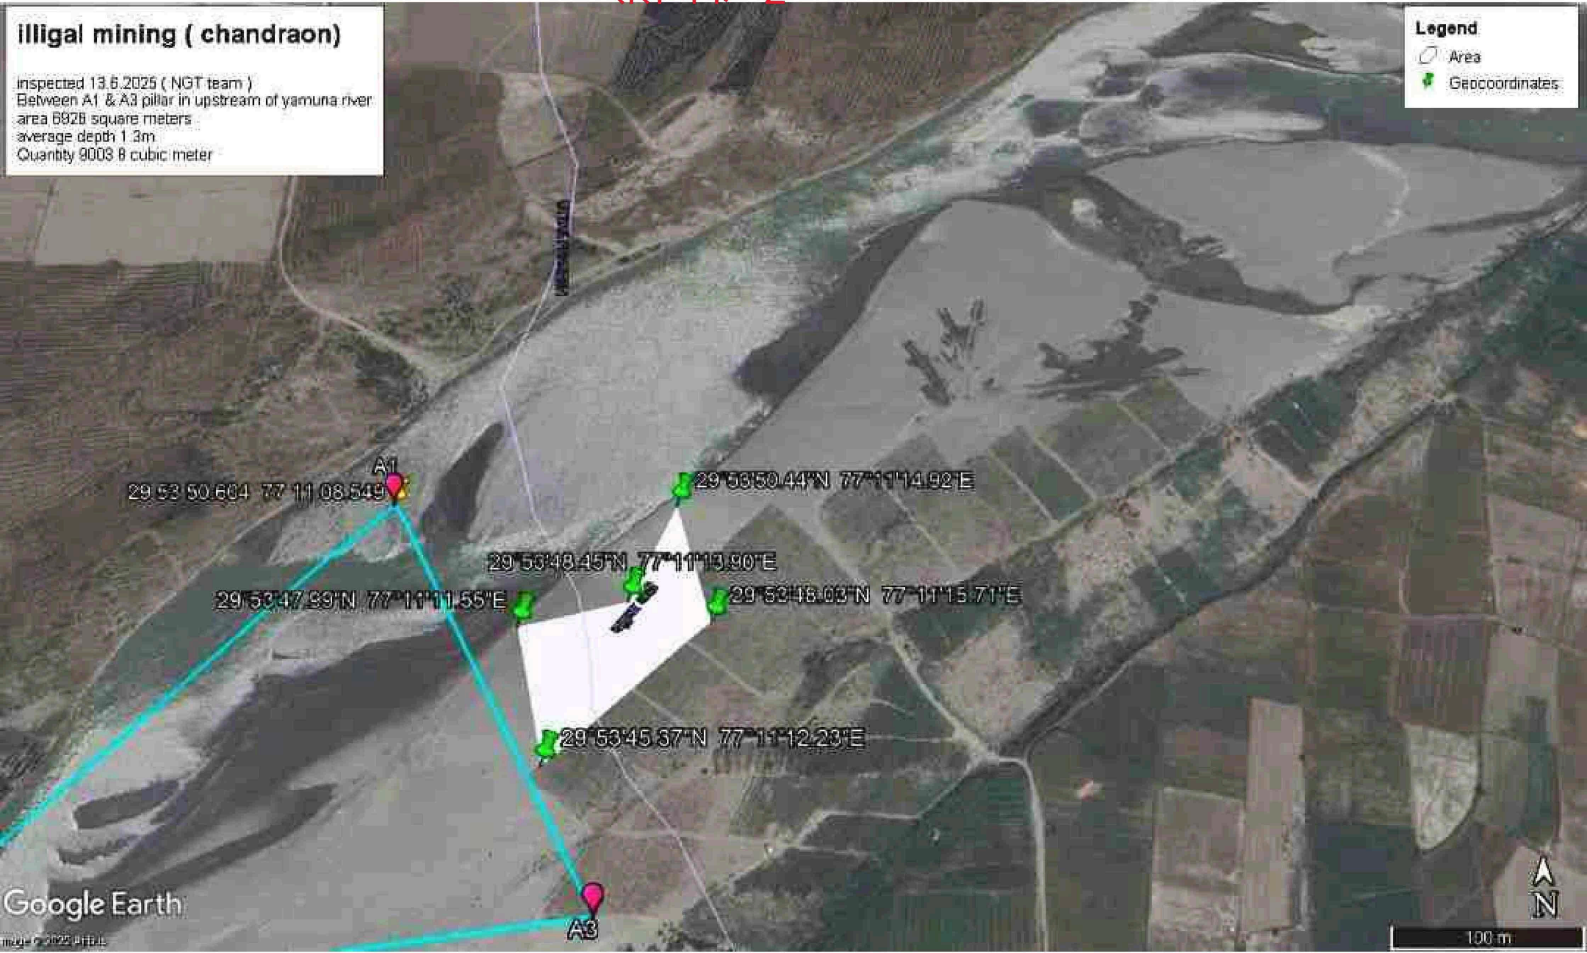 illigal mining ( chandraon)
inspected 13.6.2025 ( NGT team )
Between A1 & A3 pillar in upstream of yamuna river
area 6926 square meters
average depth 1.3m
Quantity 9003.8 cubic meter
Legend
Area
Geocoordinates
A1
29 53 50.604 77 11 08.549
29°53'50.44"N 77°11'14.92"E
29°53'48.45"N 77°11'13.90"E
29°53'47.99"N 77°11'11.55"E
29°53'48.03"N 77°11'15.71"E
29°53'45.37"N 77°11'12.23"E
A3
Google Earth
N
100 m